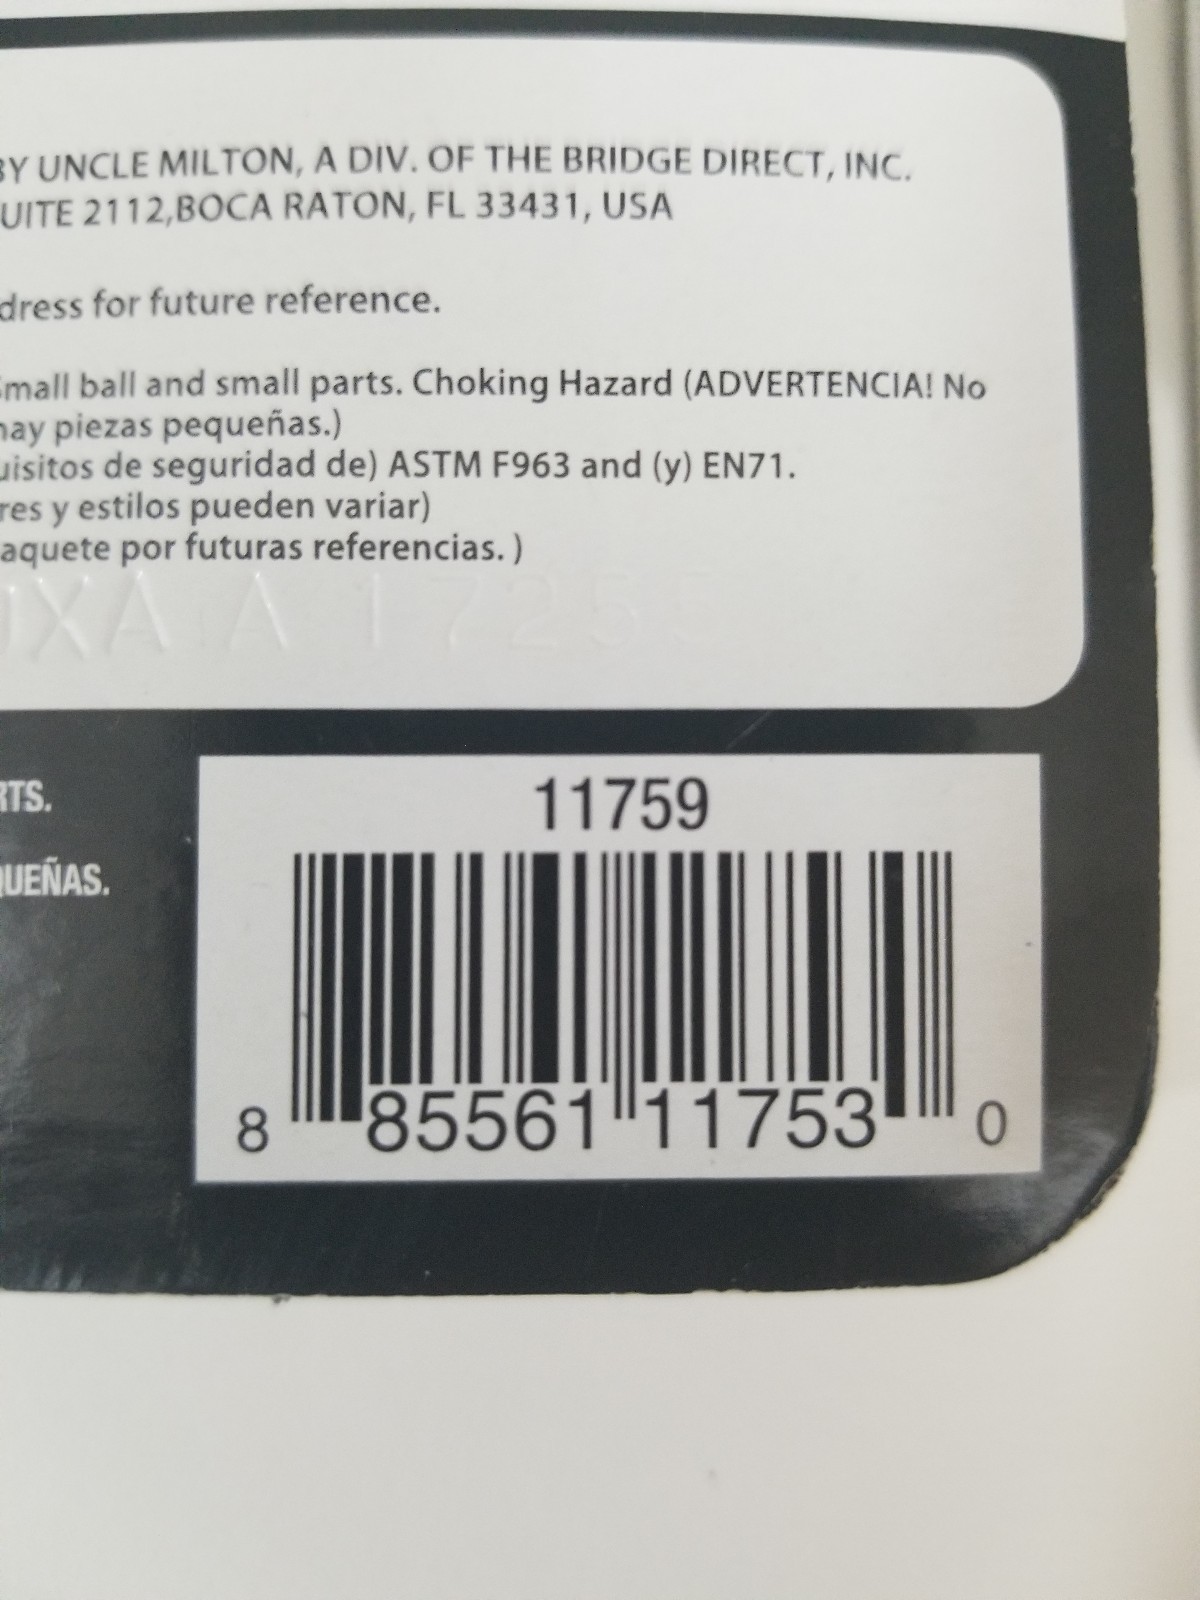 BY UNCLE MILTON, A DIV. OF THE BRIDGE DIRECT, INC.
UITE 2112,BOCA RATON, FL 33431, USA
dress for future reference.
Small ball and small parts. Choking Hazard (ADVERTENCIA! No
hay piezas pequeñas.)
uisitos de seguridad de) ASTM F963 and (y) EN71.
res y estilos pueden variar)
aquete por futuras referencias. )
UXA A 17255
RTS.
QUEÑAS.
11759
8 85561 11753 0